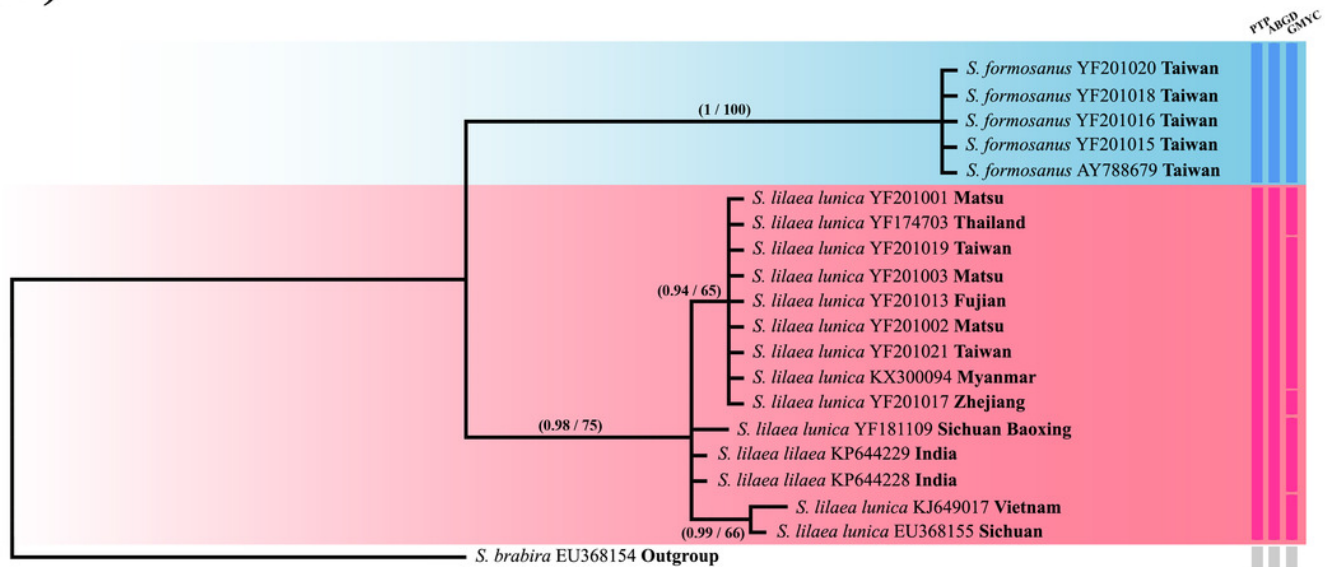 )
PTP ABGD GMYC
S. formosanus YF201020 Taiwan
S. formosanus YF201018 Taiwan
(1 / 100)
S. formosanus YF201016 Taiwan
S. formosanus YF201015 Taiwan
S. formosanus AY788679 Taiwan
S. lilaea lunica YF201001 Matsu
S. lilaea lunica YF174703 Thailand
S. lilaea lunica YF201019 Taiwan
S. lilaea lunica YF201003 Matsu
(0.94 / 65)
S. lilaea lunica YF201013 Fujian
S. lilaea lunica YF201002 Matsu
S. lilaea lunica YF201021 Taiwan
S. lilaea lunica KX300094 Myanmar
S. lilaea lunica YF201017 Zhejiang
(0.98 / 75)
S. lilaea lunica YF181109 Sichuan Baoxing
S. lilaea lilaea KP644229 India
S. lilaea lilaea KP644228 India
S. lilaea lunica KJ649017 Vietnam
(0.99 / 66)
S. lilaea lunica EU368155 Sichuan
S. brabira EU368154 Outgroup